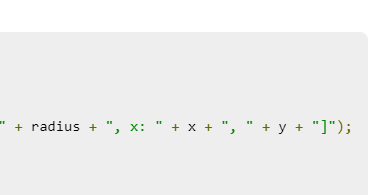 " + radius + ", x: " + x + ", " + y + "]");